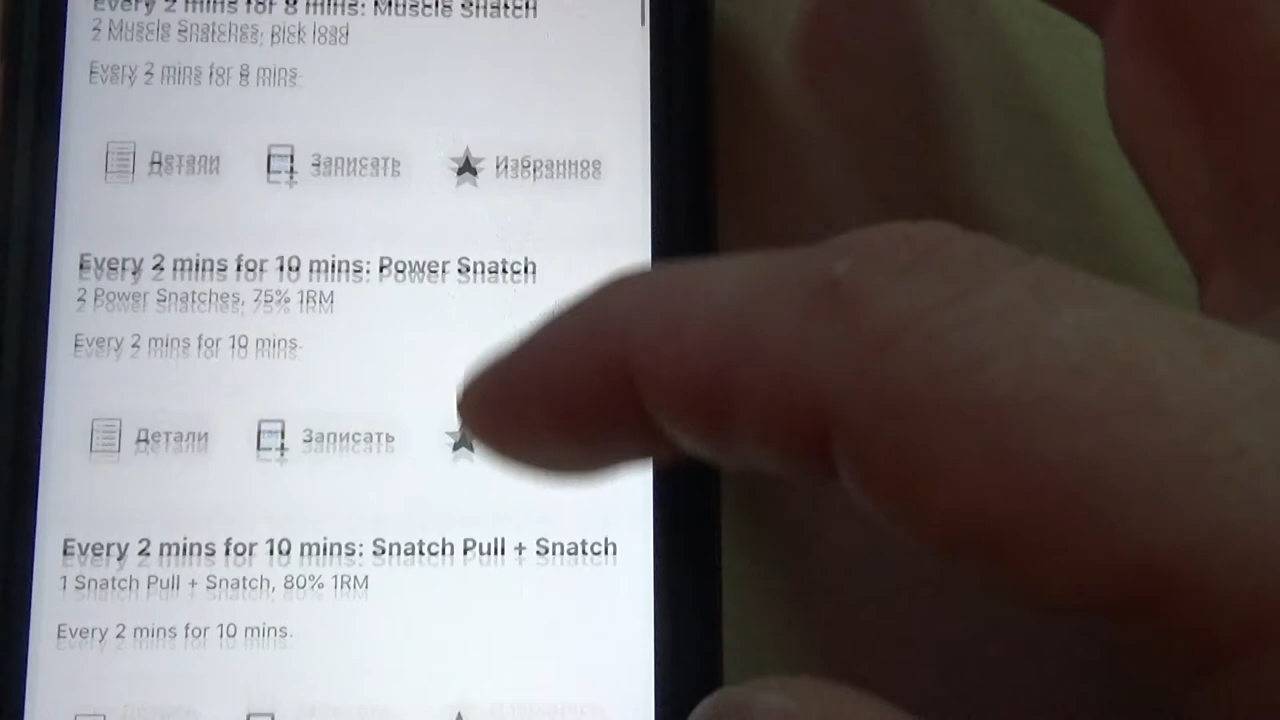 Every 2 mins for 8 mins: Muscle Snatch
2 Muscle Snatches, pick load
Every 2 mins for 8 mins.
Детали Записать Избранное
Every 2 mins for 10 mins: Power Snatch
2 Power Snatches, 75% 1RM
Every 2 mins for 10 mins.
Детали Записать
Every 2 mins for 10 mins: Snatch Pull + Snatch
1 Snatch Pull + Snatch, 80% 1RM
Every 2 mins for 10 mins.